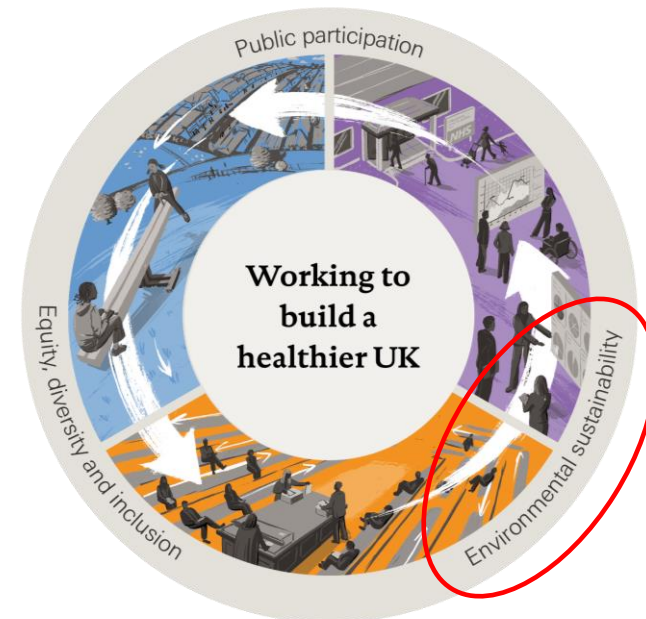 Public participation
NHS
Working to
build a
healthier UK
Equity, diversity and inclusion
Environmental sustainability